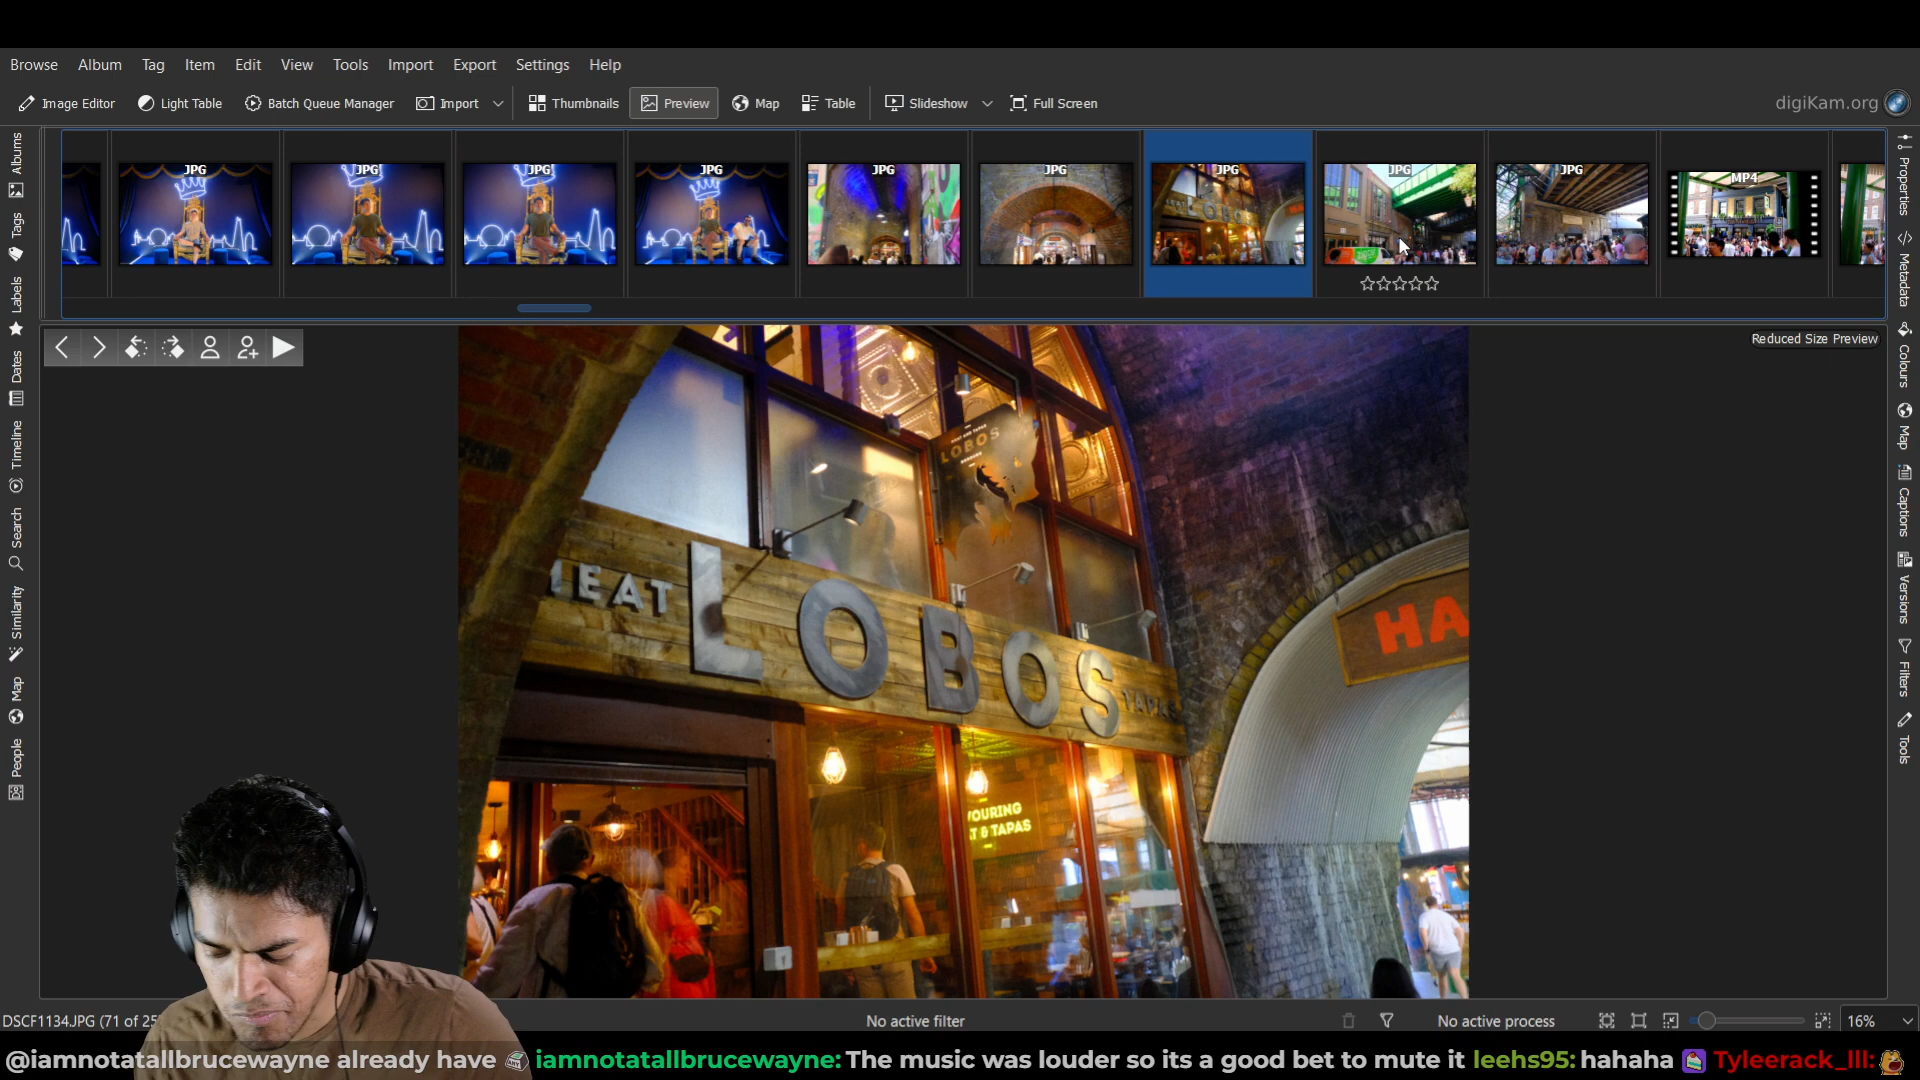 Browse Album Tag Item Edit View Tools Import Export Settings Help
Image Editor Light Table Batch Queue Manager Import Thumbnails Preview Map Table Slideshow Full Screen digiKam.org
JPG JPG JPG JPG JPG JPG JPG JPG JPG MP4
Albums
Tags
Labels
Dates
Timeline
Search
Similarity
Map
People
Properties
Metadata
Colours
Map
Captions
Versions
Filters
Tools
Reduced Size Preview
LOBOS
EAT LOBOS TAPAS
HA
VOURING
T & TAPAS
DSCF1134.JPG (71 of 25 No active filter No active process 16%
@iamnotatallbrucewayne already have iamnotatallbrucewayne: The music was louder so its a good bet to mute it leehs95: hahaha Tyleerack_lll: